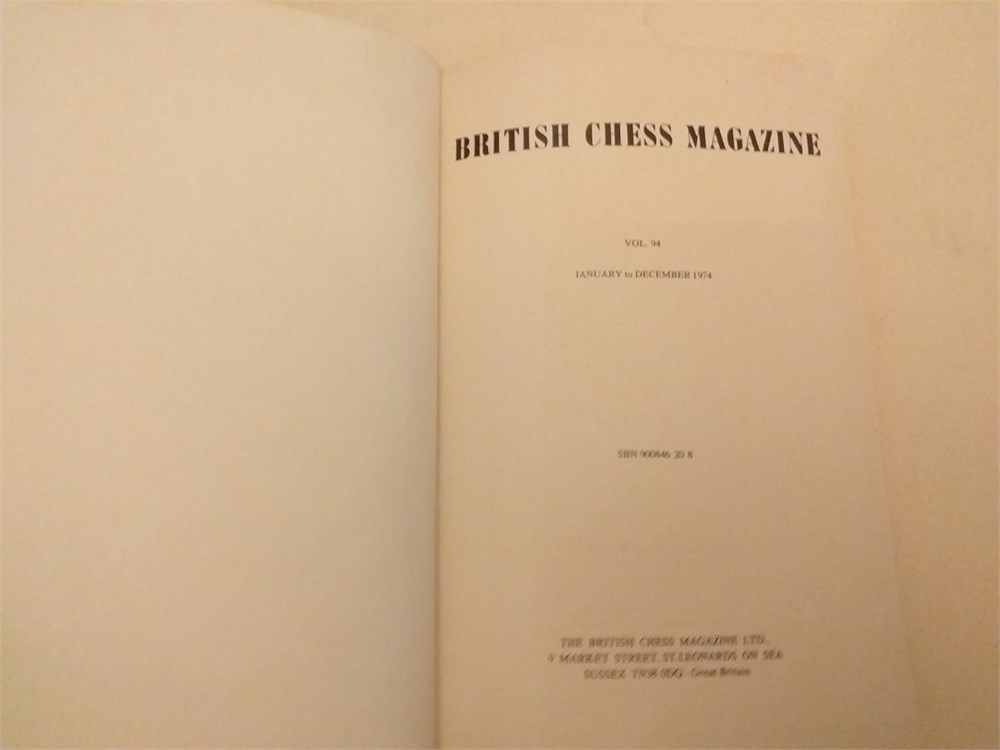 BRITISH CHESS MAGAZINE
VOL. 94
JANUARY to DECEMBER 1974
SBN 900846 20 8
THE BRITISH CHESS MAGAZINE LTD.,
9 MARKET STREET, ST. LEONARDS ON SEA
SUSSEX TN38 0DQ - Great Britain